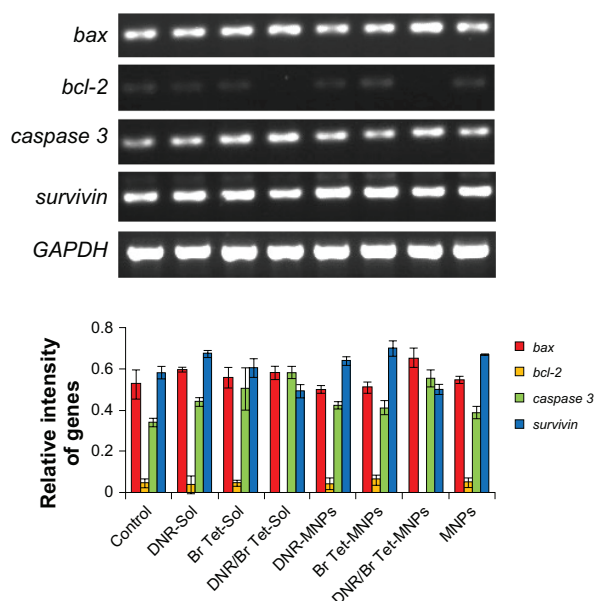 bax
bcl-2
caspase 3
survivin
GAPDH
Relative intensity
of genes
0.8
0.6
0.4
0.2
0
Control
DNR-Sol
Br Tet-Sol
DNR/Br Tet-Sol
DNR-MNPs
Br Tet-MNPs
DNR/Br Tet-MNPs
MNPs
bax
bcl-2
caspase 3
survivin